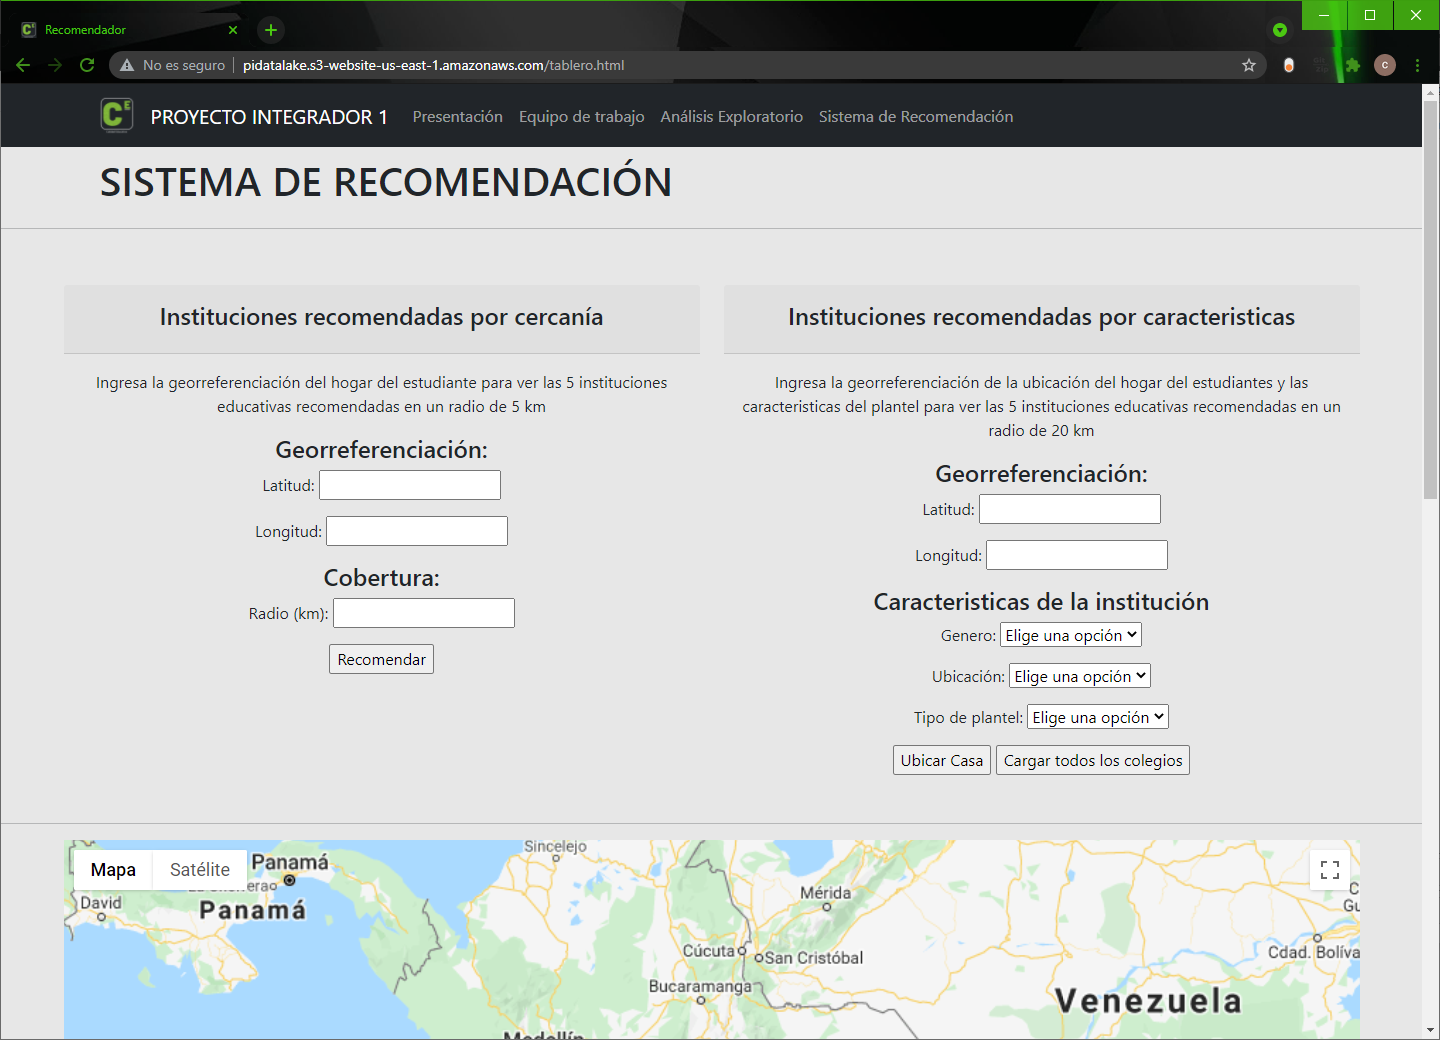 Recomendador
No es seguro
pidatalake.s3-website-us-east-1.amazonaws.com/tablero.html
C
CE
PROYECTO INTEGRADOR 1
Presentación
Equipo de trabajo
Análisis Exploratorio
Sistema de Recomendación
SISTEMA DE RECOMENDACIÓN
Instituciones recomendadas por cercanía
Ingresa la georreferenciación del hogar del estudiante para ver las 5 instituciones
educativas recomendadas en un radio de 5 km
Georreferenciación:
Latitud:
Longitud:
Cobertura:
Radio (km):
Recomendar
Instituciones recomendadas por caracteristicas
Ingresa la georreferenciación de la ubicación del hogar del estudiantes y las
caracteristicas del plantel para ver las 5 instituciones educativas recomendadas en un
radio de 20 km
Georreferenciación:
Latitud:
Longitud:
Caracteristicas de la institución
Genero: Elige una opción
Ubicación: Elige una opción
Tipo de plantel: Elige una opción
Ubicar Casa
Cargar todos los colegios
Mapa
Satélite
Panamá
David
Panamá
Sincelejo
Mérida
Cúcuta
San Cristóbal
Bucaramanga
Medellín
Cdad. Bolíva
Venezuela